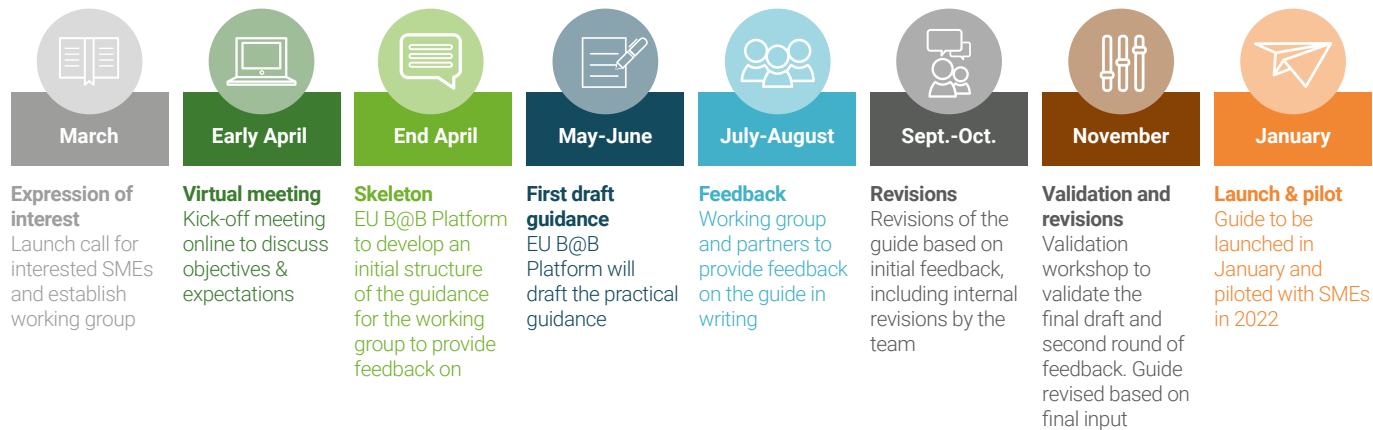 March
Expression of
interest
Launch call for
interested SMEs
and establish
working group
Early April
Virtual meeting
Kick-off meeting
online to discuss
objectives &
expectations
End April
Skeleton
EU B@B Platform
to develop an
initial structure
of the guidance
for the working
group to provide
feedback on
May-June
First draft
guidance
EU B@B
Platform will
draft the practical
guidance
July-August
Feedback
Working group
and partners to
provide feedback
on the guide in
writing
Sept.-Oct.
Revisions
Revisions of the
guide based on
initial feedback,
including internal
revisions by the
team
November
Validation and
revisions
Validation
workshop to
validate the
final draft and
second round of
feedback. Guide
revised based on
final input
January
Launch & pilot
Guide to be
launched in
January and
piloted with SMEs
in 2022